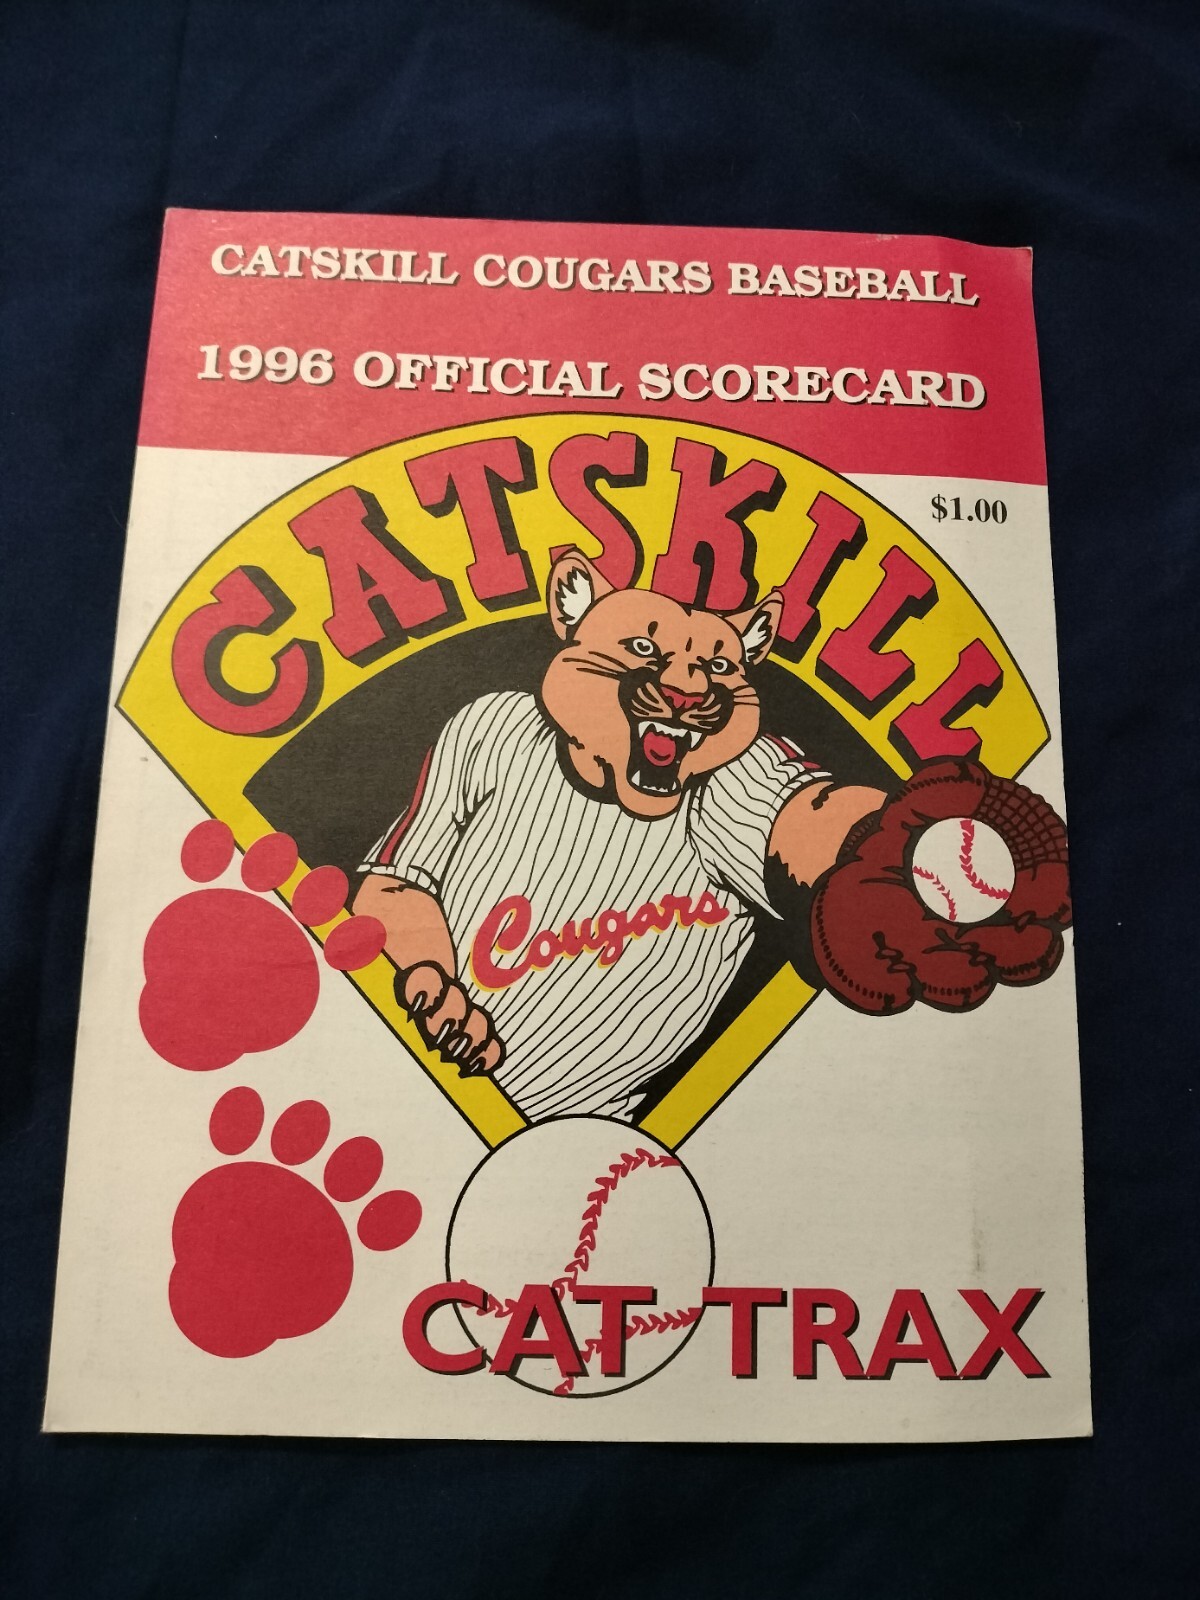 CATSKILL COUGARS BASEBALL
1996 OFFICIAL SCORECARD
$1.00
CATSKILL
Cougars
CAT TRAX